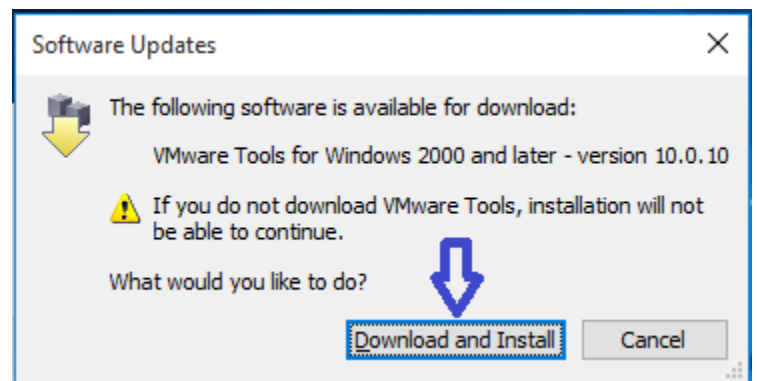 Software Updates
The following software is available for download:
VMware Tools for Windows 2000 and later - version 10.0.10
If you do not download VMware Tools, installation will not
be able to continue.
What would you like to do?
Download and Install
Cancel